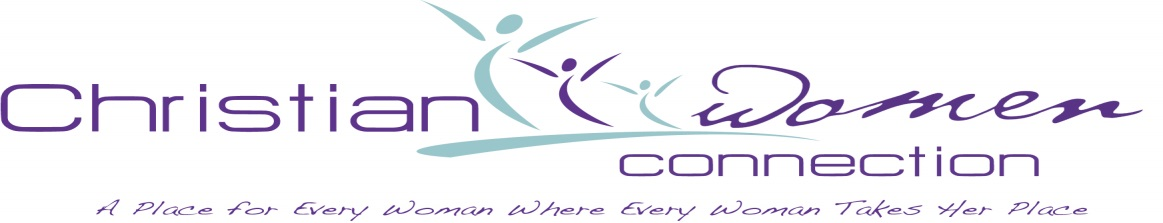 Christian Women
connection
A Place for Every Woman Where Every Woman Takes Her Place